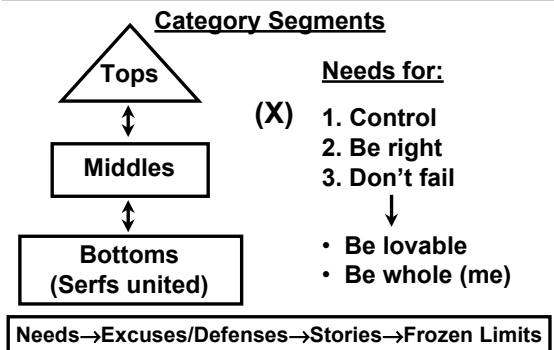 Category Segments
Tops
Middles
Bottoms
(Serfs united)
(X)
Needs for:
1. Control
2. Be right
3. Don't fail
• Be lovable
• Be whole (me)
Needs→Excuses/Defenses→Stories→Frozen Limits